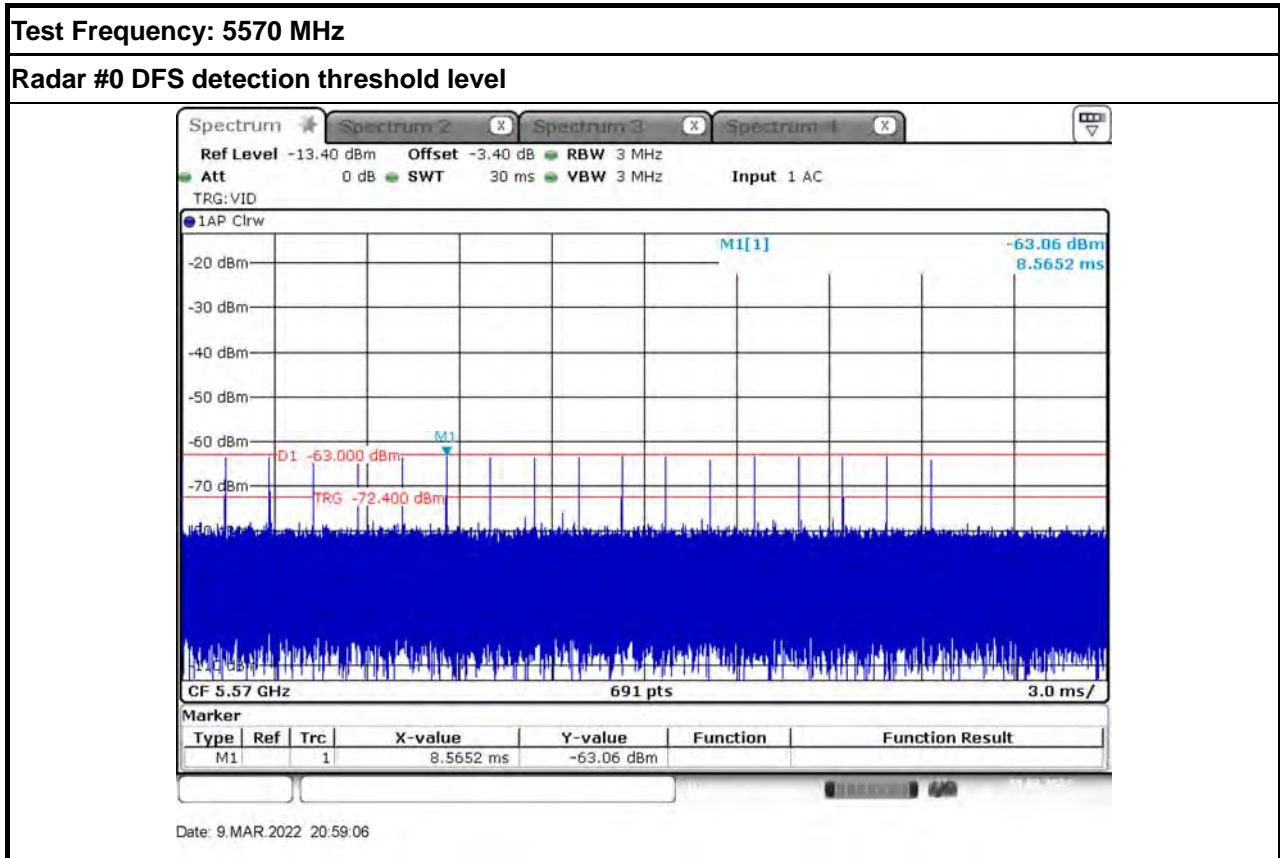 Test Frequency: 5570 MHz
Radar #0 DFS detection threshold level
Spectrum Spectrum 2 X Spectrum 3 X Spectrum 4 X
Ref Level -13.40 dBm Offset -3.40 dB RBW 3 MHz
Att 0 dB SWT 30 ms VBW 3 MHz Input 1 AC
TRG:VID
1AP Clrw
M1[1] -63.06 dBm
8.5652 ms
-20 dBm
-30 dBm
-40 dBm
-50 dBm
-60 dBm
M1
D1 -63.000 dBm
-70 dBm
TRG -72.400 dBm
CF 5.57 GHz 691 pts 3.0 ms/
Marker
Type Ref Trc X-value Y-value Function Function Result
M1 1 8.5652 ms -63.06 dBm
Date: 9.MAR.2022 20:59:06